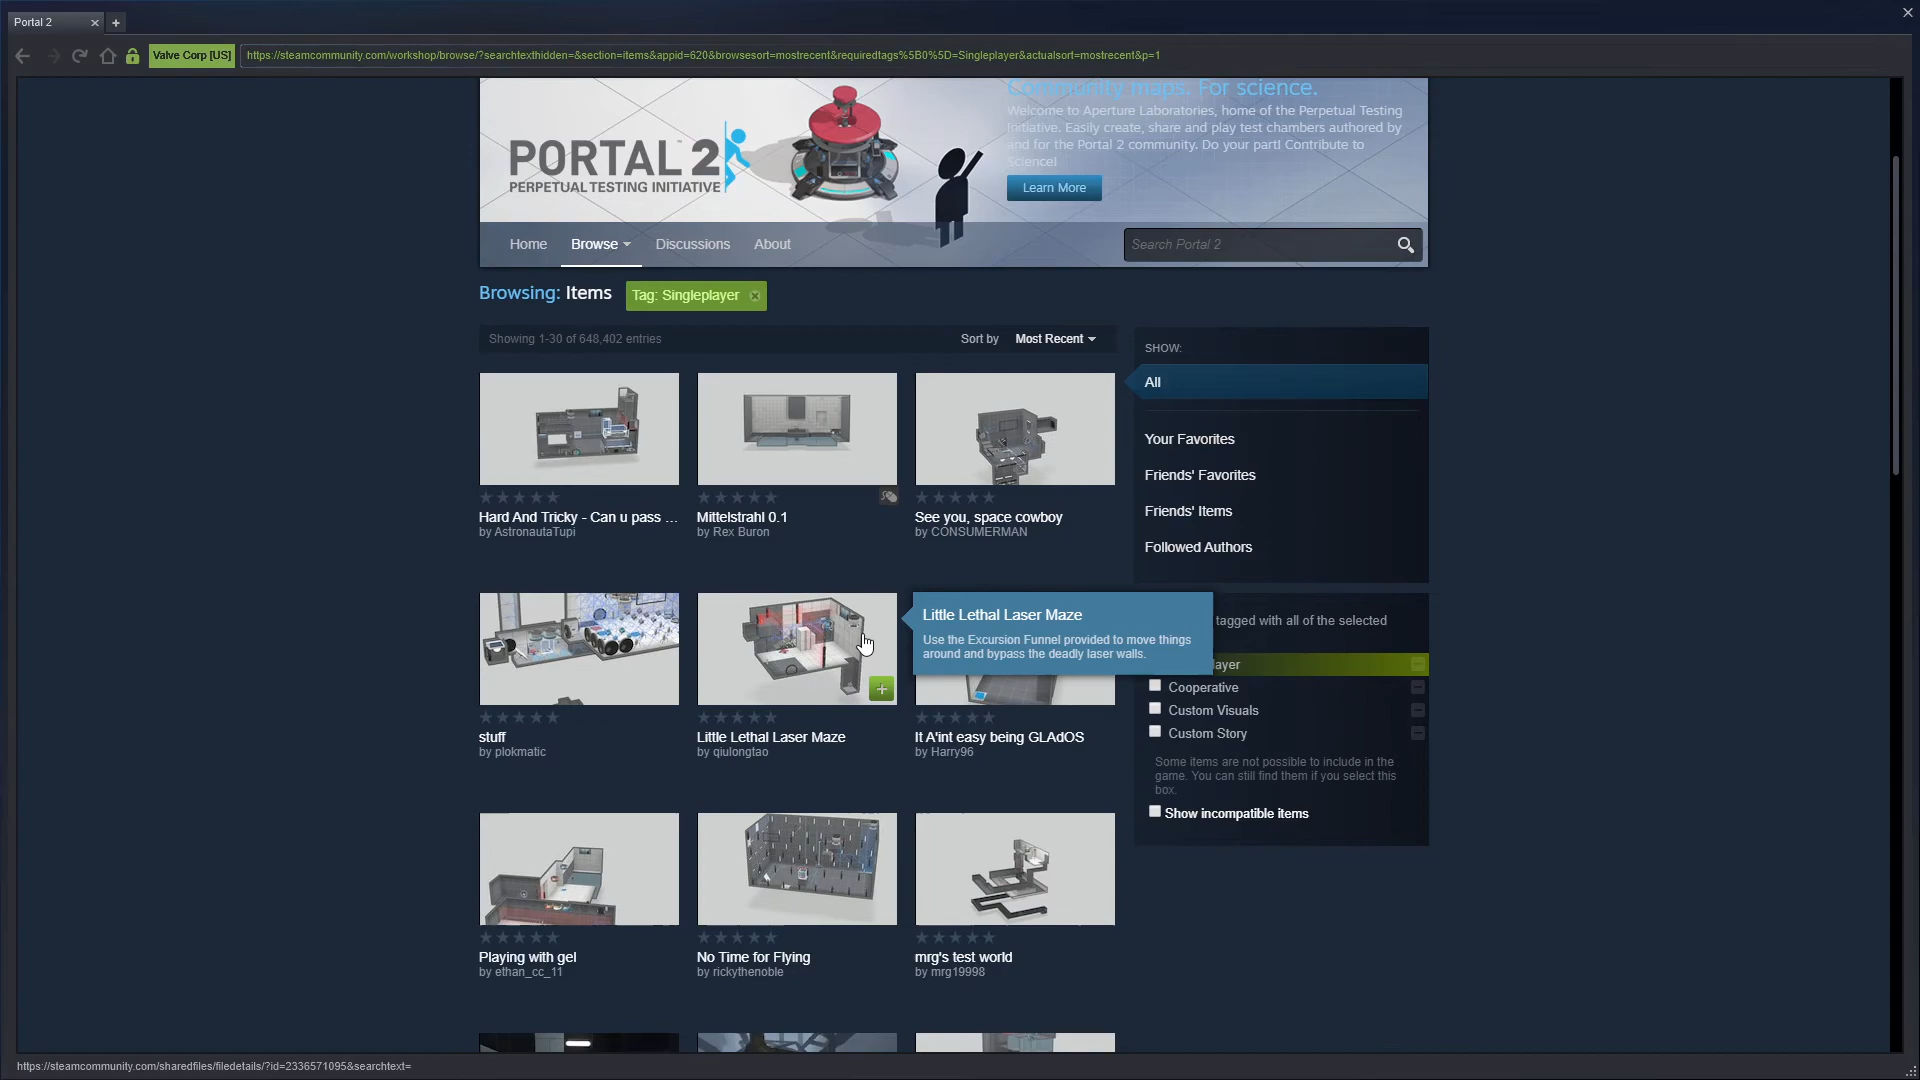 Portal 2
Valve Corp [US]
https://steamcommunity.com/workshop/browse/?searchtexthidden=&section=items&appid=620&browsesort=mostrecent&requiredtags%5B0%5D=Singleplayer&actualsort=mostrecent&p=1
Community maps. For science.
Welcome to Aperture Laboratories, home of the Perpetual Testing
Initiative. Easily create, share and play test chambers authored by
and for the Portal 2 community. Do your part! Contribute to
Science!
Learn More
PORTAL 2
PERPETUAL TESTING INITIATIVE
Home
Browse
Discussions
About
Search Portal 2
Browsing: Items
Tag: Singleplayer
Showing 1-30 of 648,402 entries
Sort by
Most Recent
SHOW:
All
Your Favorites
Friends' Favorites
Friends' Items
Followed Authors
Hard And Tricky - Can u pass ...
by AstronautaTupi
Mittelstrahl 0.1
by Rex Buron
See you, space cowboy
by CONSUMERMAN
Little Lethal Laser Maze
Use the Excursion Funnel provided to move things
around and bypass the deadly laser walls.
tagged with all of the selected
layer
Cooperative
Custom Visuals
Custom Story
Some items are not possible to include in the
game. You can still find them if you select this
box.
Show incompatible items
stuff
by plokmatic
Little Lethal Laser Maze
by qiulongtao
It A'int easy being GLAdOS
by Harry96
Playing with gel
by ethan_cc_11
No Time for Flying
by rickythenoble
mrg's test world
by mrg19998
https://steamcommunity.com/sharedfiles/filedetails/?id=2336571095&searchtext=